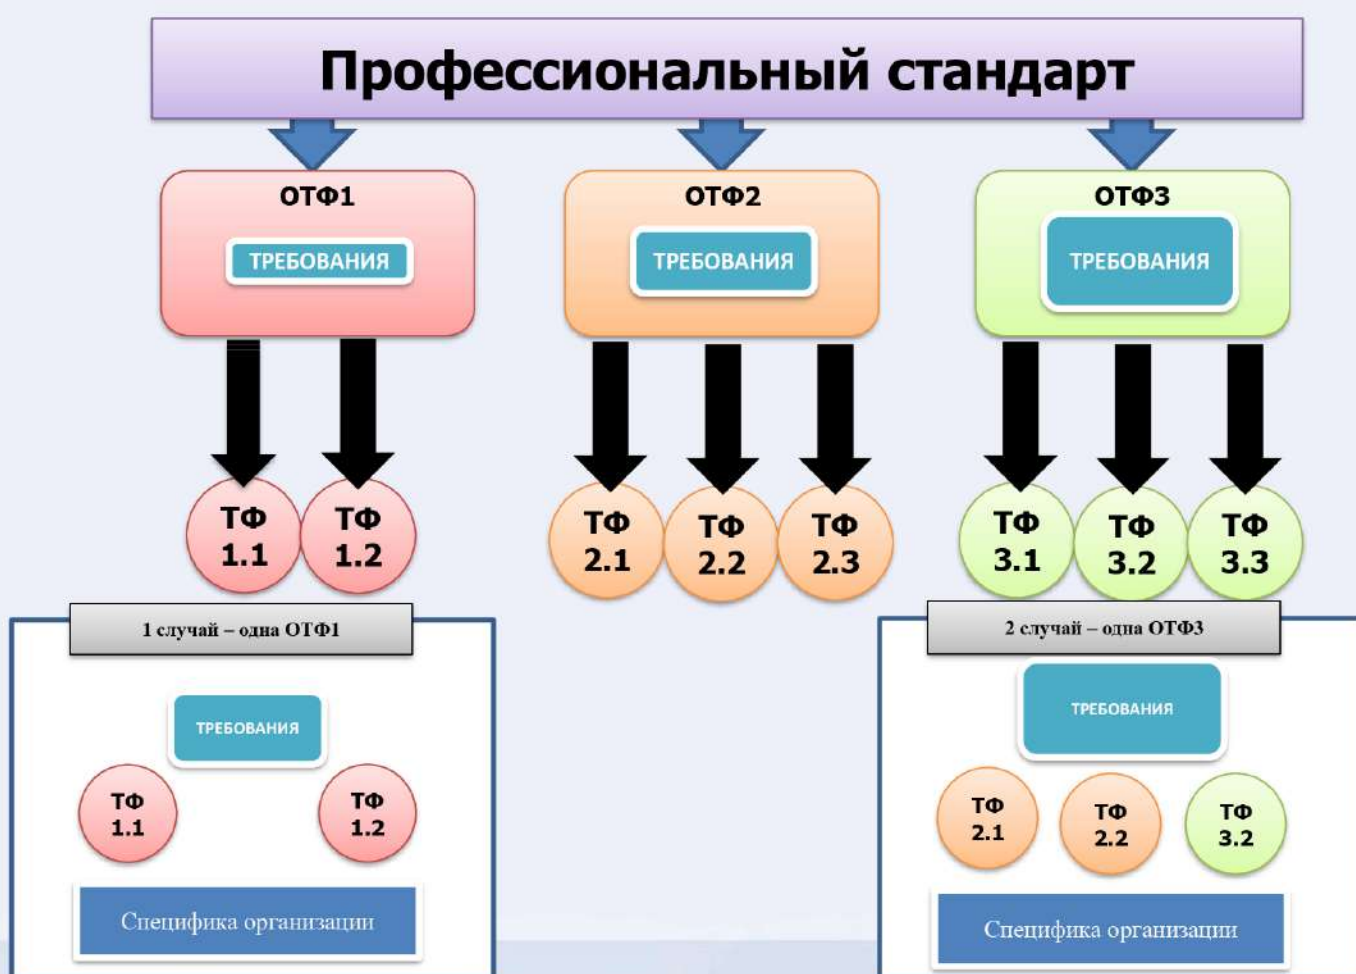 Профессиональный стандарт
ОТФ1
ТРЕБОВАНИЯ
ОТФ2
ТРЕБОВАНИЯ
ОТФ3
ТРЕБОВАНИЯ
ТФ
1.1
ТФ
1.2
ТФ
2.1
ТФ
2.2
ТФ
2.3
ТФ
3.1
ТФ
3.2
ТФ
3.3
1 случай – одна ОТФ1
ТРЕБОВАНИЯ
ТФ
1.1
ТФ
1.2
Специфика организации
2 случай – одна ОТФ3
ТРЕБОВАНИЯ
ТФ
2.1
ТФ
2.2
ТФ
3.2
Специфика организации